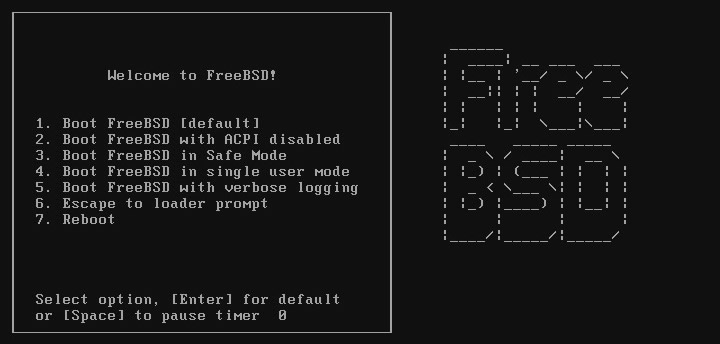 Welcome to FreeBSD!
1. Boot FreeBSD [default]
2. Boot FreeBSD with ACPI disabled
3. Boot FreeBSD in Safe Mode
4. Boot FreeBSD in single user mode
5. Boot FreeBSD with verbose logging
6. Escape to loader prompt
7. Reboot
Select option, [Enter] for default
or [Space] to pause timer 0
Free
BSD